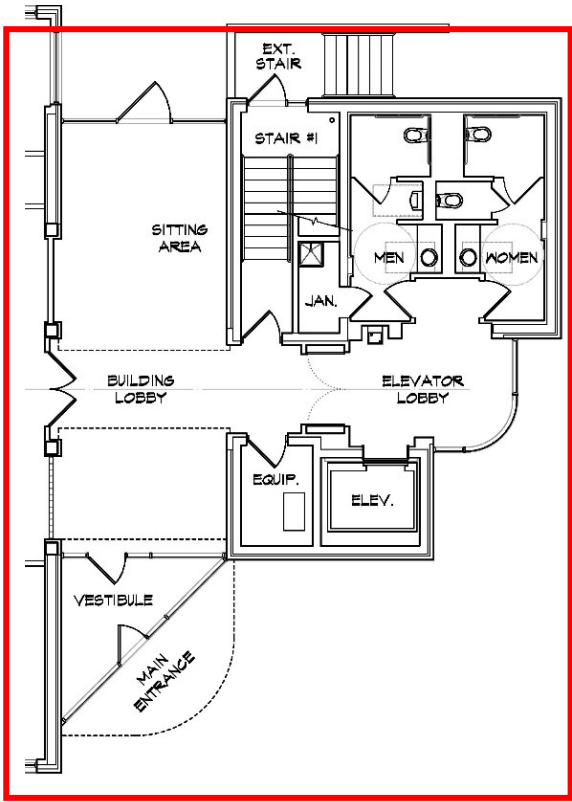 EXT.
STAIR
STAIR #1
SITTING
AREA
MEN
WOMEN
JAN.
BUILDING
LOBBY
ELEVATOR
LOBBY
EQUIP.
ELEV.
VESTIBULE
MAIN
ENTRANCE